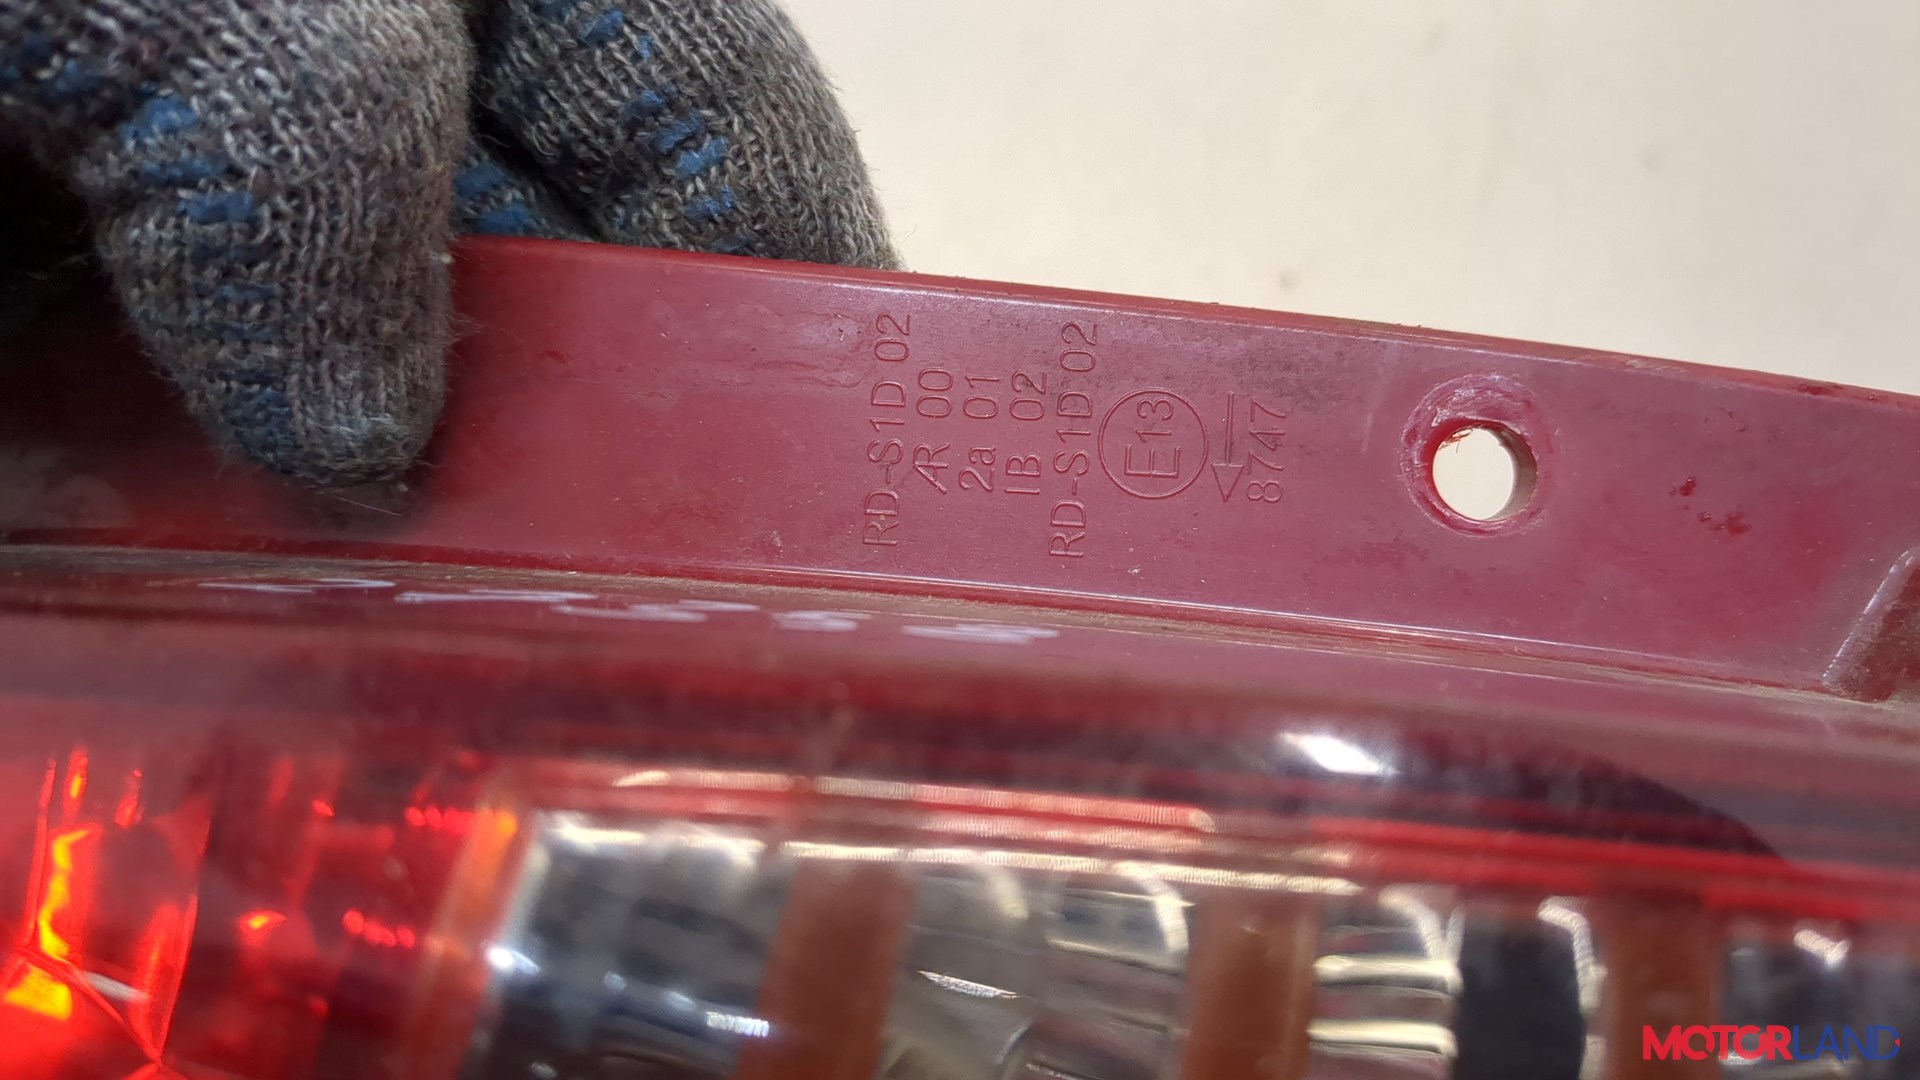 RD-S1D 02
AR 00
2a 01
IB 02
RD-S1D 02
E13
8747
MOTORLAND